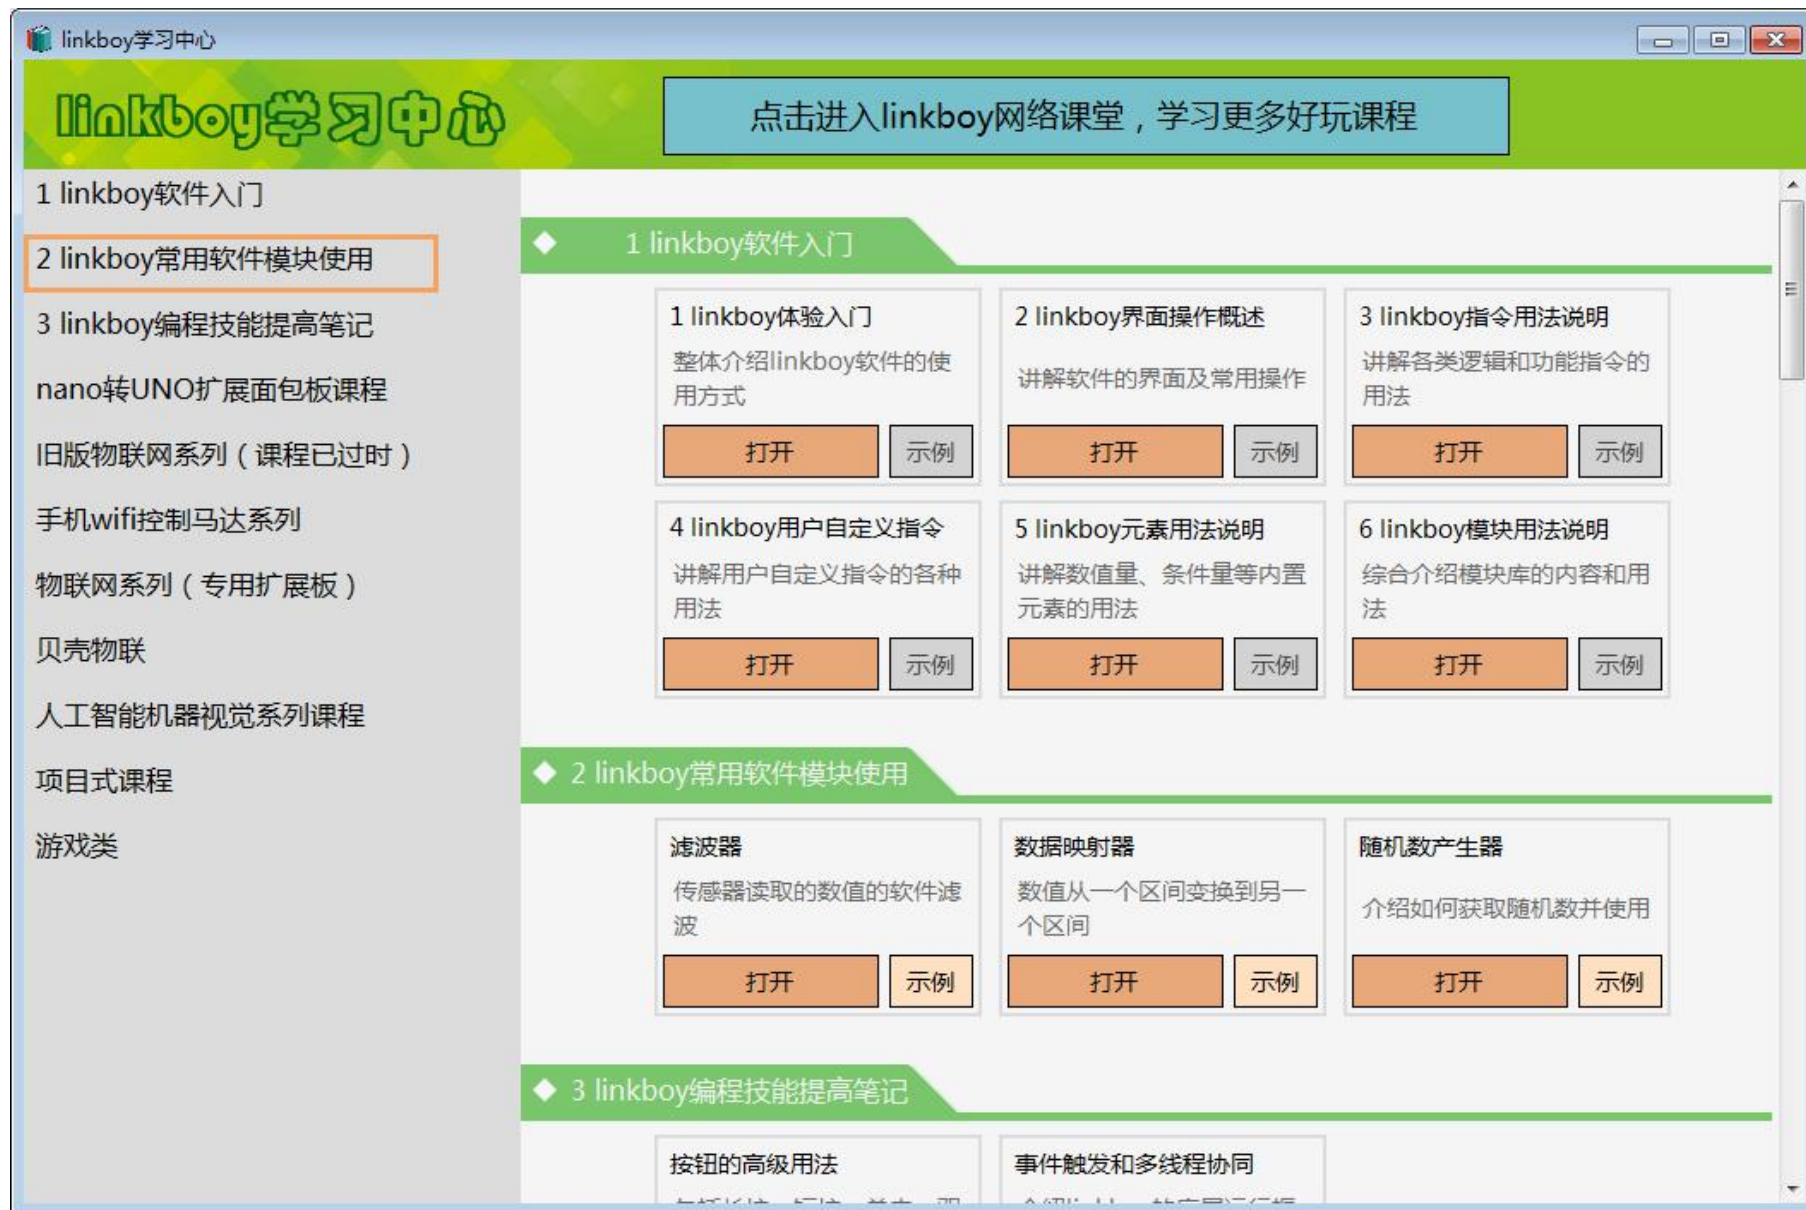 linkboy学习中心
linkboy学习中心
点击进入linkboy网络课堂，学习更多好玩课程
1 linkboy软件入门
2 linkboy常用软件模块使用
3 linkboy编程技能提高笔记
nano转UNO扩展面包板课程
旧版物联网系列（课程已过时）
手机wifi控制马达系列
物联网系列（专用扩展板）
贝壳物联
人工智能机器视觉系列课程
项目式课程
游戏类
1 linkboy软件入门
1 linkboy体验入门
整体介绍linkboy软件的使
用方式
打开 示例
2 linkboy界面操作概述
讲解软件的界面及常用操作
打开 示例
3 linkboy指令用法说明
讲解各类逻辑和功能指令的
用法
打开 示例
4 linkboy用户自定义指令
讲解用户自定义指令的各种
用法
打开 示例
5 linkboy元素用法说明
讲解数值量、条件量等内置
元素的用法
打开 示例
6 linkboy模块用法说明
综合介绍模块库的内容和用
法
打开 示例
2 linkboy常用软件模块使用
滤波器
传感器读取的数值的软件滤
波
打开 示例
数据映射器
数值从一个区间变换到另一
个区间
打开 示例
随机数产生器
介绍如何获取随机数并使用
打开 示例
3 linkboy编程技能提高笔记
按钮的高级用法
事件触发和多线程协同